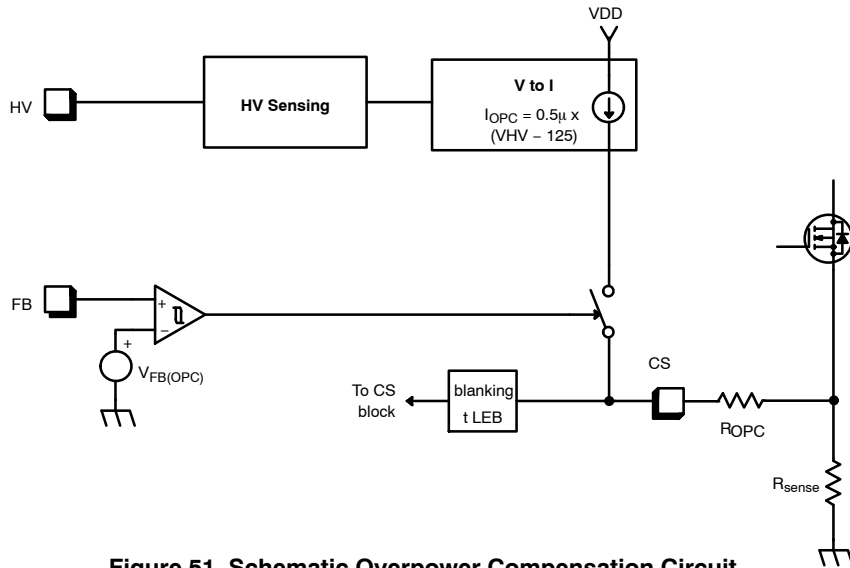 VDD
HV
HV Sensing
V to I
IOPC = 0.5μ x
(VHV − 125)
FB
+
−
+
VFB(OPC)
CS
To CS
block
blanking
t LEB
ROPC
Rsense
Figure 51. Schematic Overpower Compensation Circuit